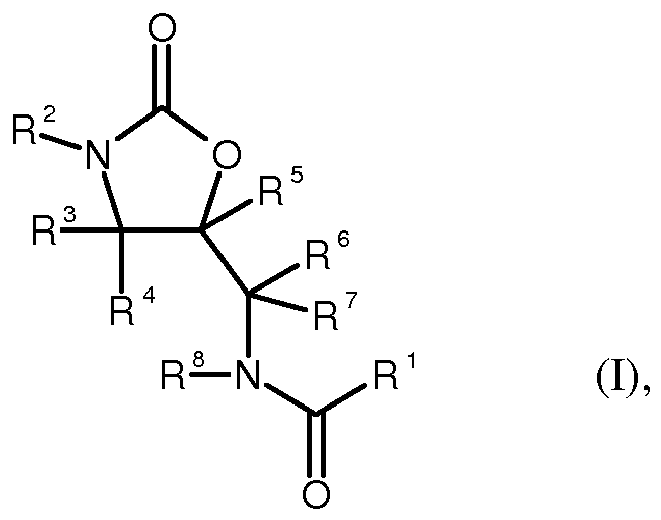 O
R²
N
O
R⁵
R³
R⁶
R⁴
R⁷
R⁸
N
R¹
(I),
O